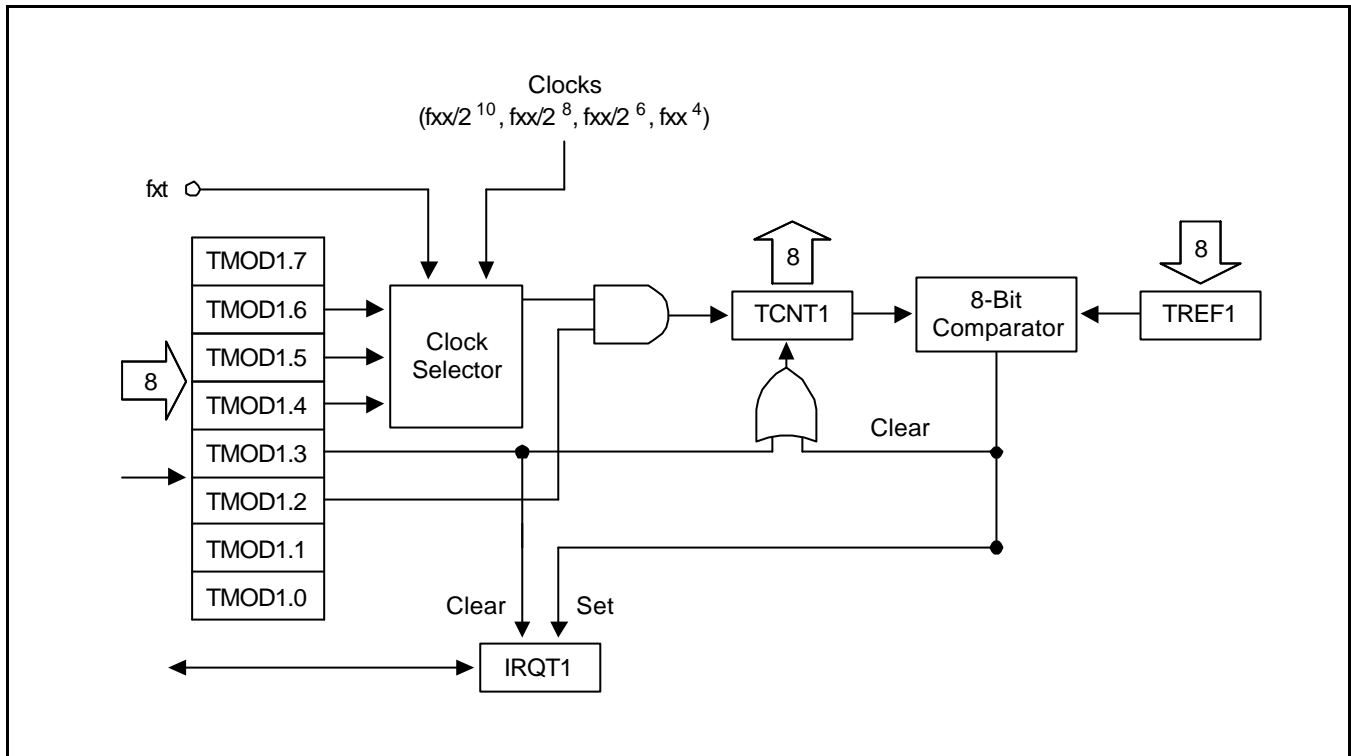 Clocks
(fxx/2 10 , fxx/2 8 , fxx/2 6 , fxx 4 )
fxt
TMOD1.7
TMOD1.6
TMOD1.5
TMOD1.4
TMOD1.3
TMOD1.2
TMOD1.1
TMOD1.0
8
Clock
Selector
8
TCNT1
8-Bit
Comparator
8
TREF1
Clear
Clear
Set
IRQT1